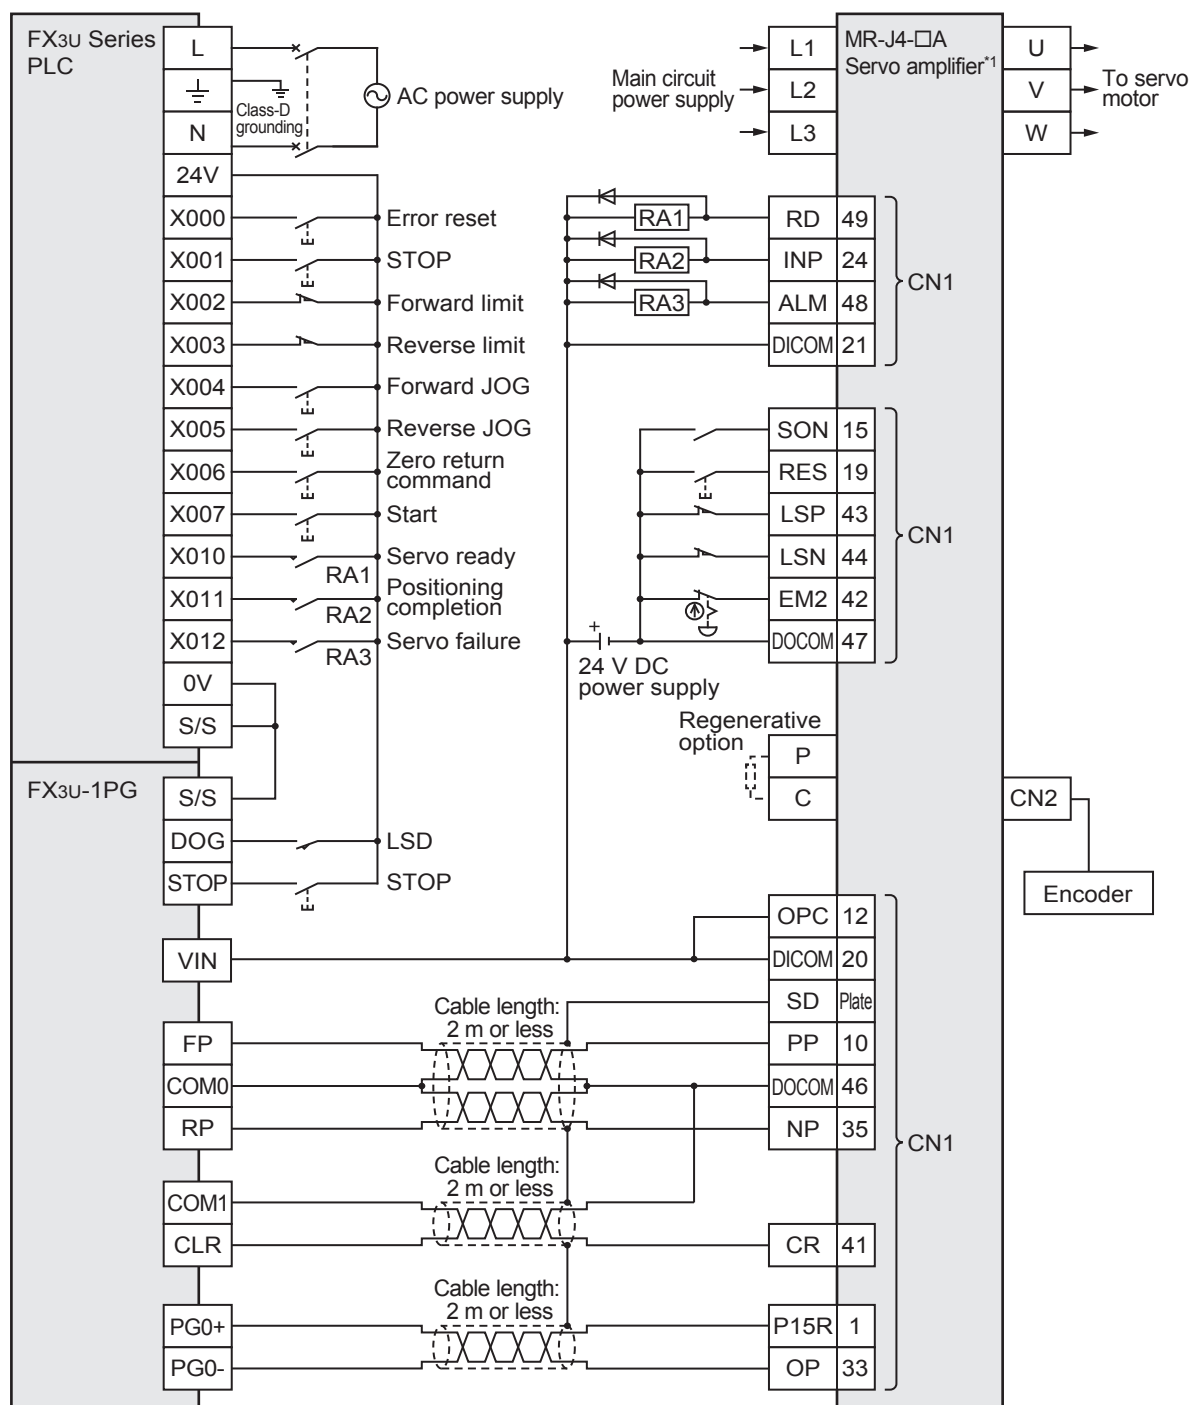 FX3U Series
PLC
L
N
24V
X000
X001
X002
X003
X004
X005
X006
X007
X010
X011
X012
0V
S/S
Class-D
grounding
AC power supply
Error reset
STOP
Forward limit
Reverse limit
Forward JOG
Reverse JOG
Zero return
command
Start
Servo ready
RA1
Positioning
completion
RA2
Servo failure
RA3
FX3U-1PG
S/S
DOG
STOP
VIN
FP
COM0
RP
COM1
CLR
PG0+
PG0-
LSD
STOP
Cable length:
2 m or less
Cable length:
2 m or less
Cable length:
2 m or less
Main circuit
power supply
L1
L2
L3
MR-J4-□A
Servo amplifier*1
U
V
W
To servo
motor
RA1
RD 49
RA2
INP 24
RA3
ALM 48
DICOM 21
CN1
SON 15
RES 19
LSP 43
LSN 44
EM2 42
DOCOM 47
CN1
+
24 V DC
power supply
Regenerative
option
P
C
CN2
Encoder
OPC 12
DICOM 20
SD Plate
PP 10
DOCOM 46
NP 35
CR 41
P15R 1
OP 33
CN1